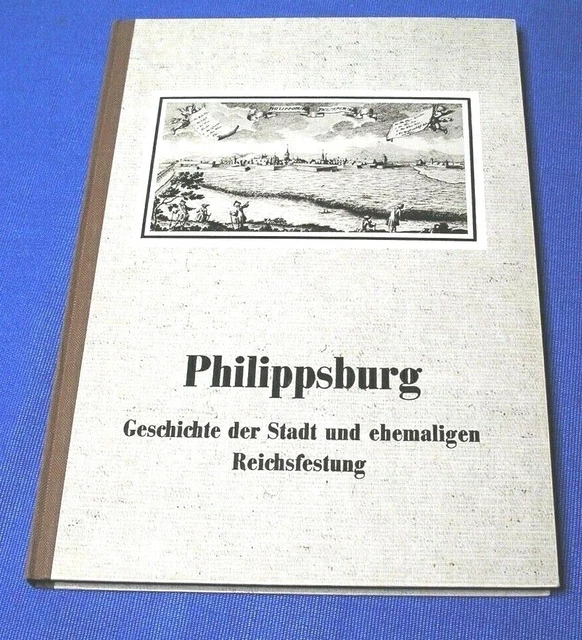 Philippsburg
Geschichte der Stadt und ehemaligen
Reichsfestung